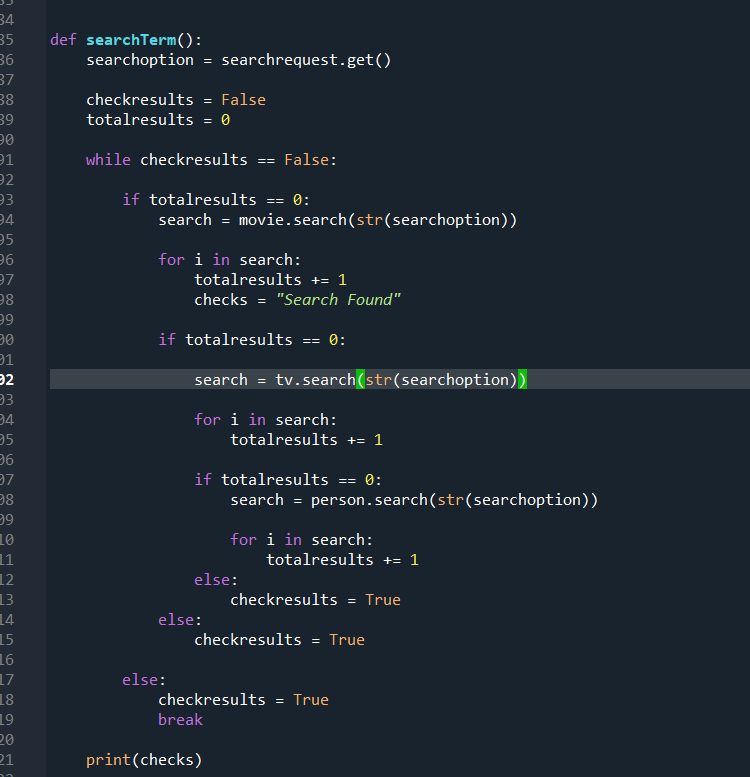 34
35 def searchTerm():
36     searchoption = searchrequest.get()
37
38     checkresults = False
39     totalresults = 0
90
91     while checkresults == False:
92
93         if totalresults == 0:
94             search = movie.search(str(searchoption))
95
96             for i in search:
97                 totalresults += 1
98                 checks = "Search Found"
99
00             if totalresults == 0:
01
02                 search = tv.search(str(searchoption))
03
04                 for i in search:
05                     totalresults += 1
06
07                 if totalresults == 0:
08                     search = person.search(str(searchoption))
09
10                     for i in search:
11                         totalresults += 1
12                 else:
13                     checkresults = True
14             else:
15                 checkresults = True
16
17         else:
18             checkresults = True
19             break
20
21     print(checks)